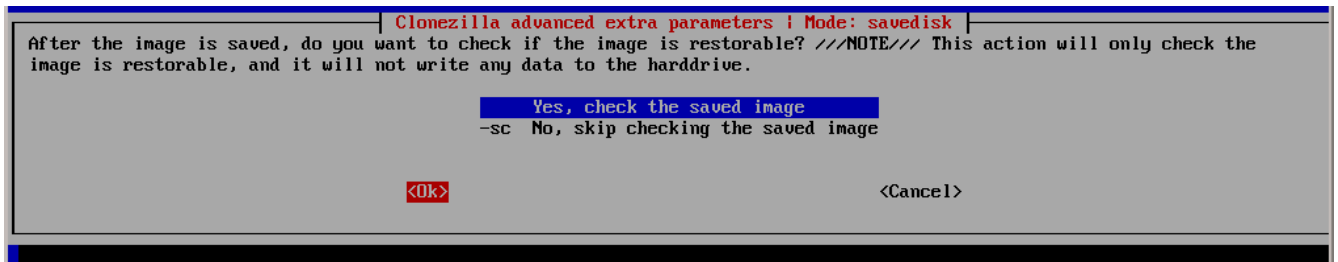 Clonezilla advanced extra parameters | Mode: savedisk
After the image is saved, do you want to check if the image is restorable? ///NOTE/// This action will only check the
image is restorable, and it will not write any data to the harddrive.
Yes, check the saved image
-sc No, skip checking the saved image
<Ok> <Cancel>